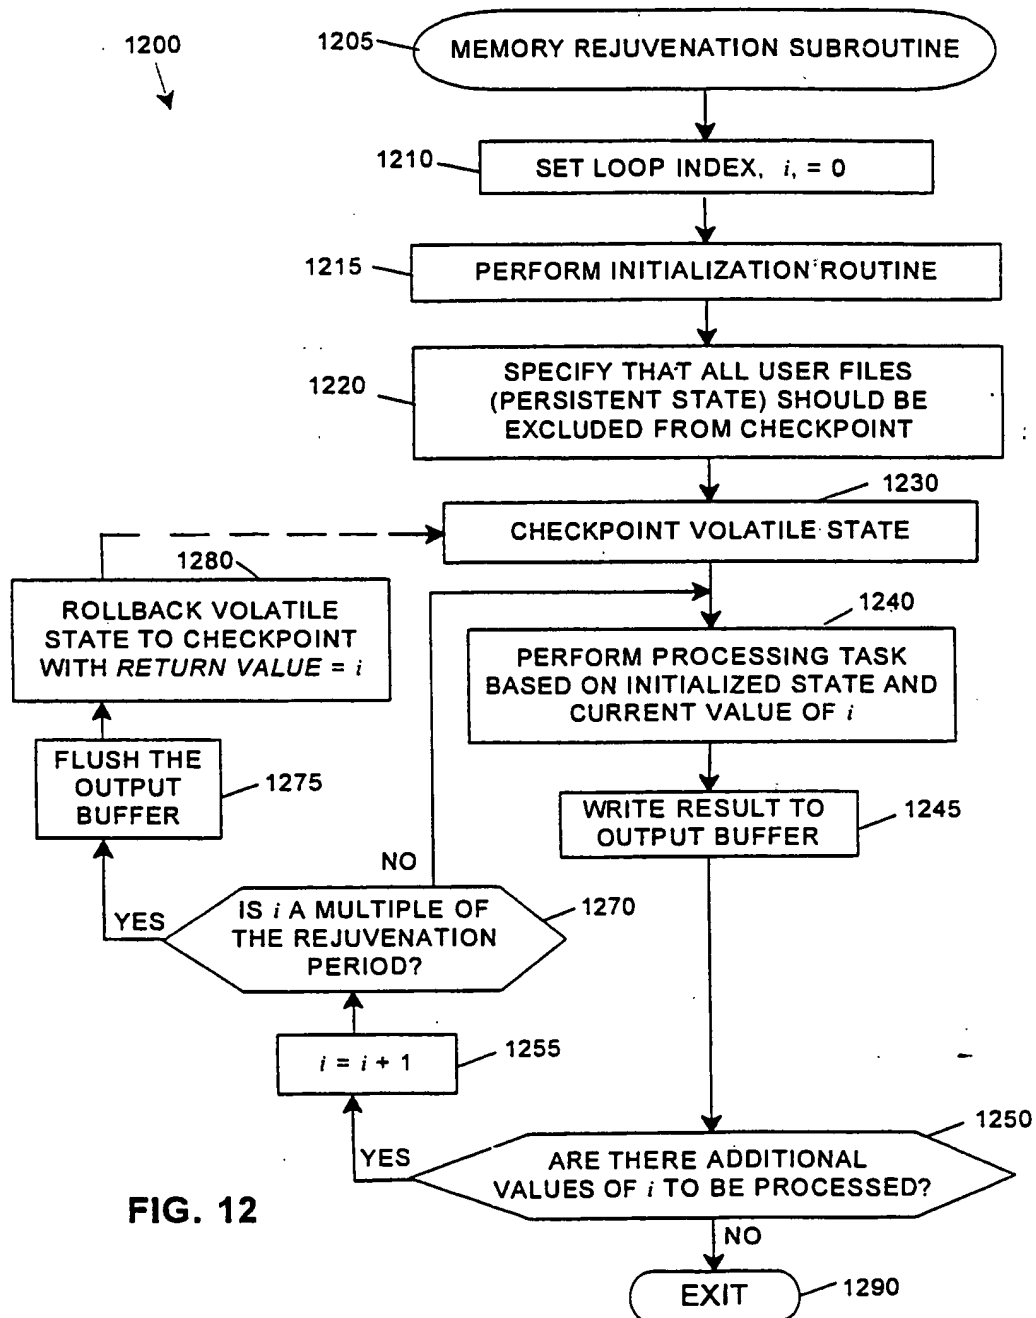 1200
1205
MEMORY REJUVENATION SUBROUTINE
1210
SET LOOP INDEX, i, = 0
1215
PERFORM INITIALIZATION ROUTINE
1220
SPECIFY THAT ALL USER FILES
(PERSISTENT STATE) SHOULD BE
EXCLUDED FROM CHECKPOINT
1230
CHECKPOINT VOLATILE STATE
1280
ROLLBACK VOLATILE
STATE TO CHECKPOINT
WITH RETURN VALUE = i
1240
PERFORM PROCESSING TASK
BASED ON INITIALIZED STATE AND
CURRENT VALUE OF i
FLUSH THE
OUTPUT
BUFFER
1275
WRITE RESULT TO
OUTPUT BUFFER
1245
NO
YES
IS i A MULTIPLE OF
THE REJUVENATION
PERIOD?
1270
i = i + 1
1255
1250
YES
ARE THERE ADDITIONAL
VALUES OF i TO BE PROCESSED?
FIG. 12
NO
EXIT
1290